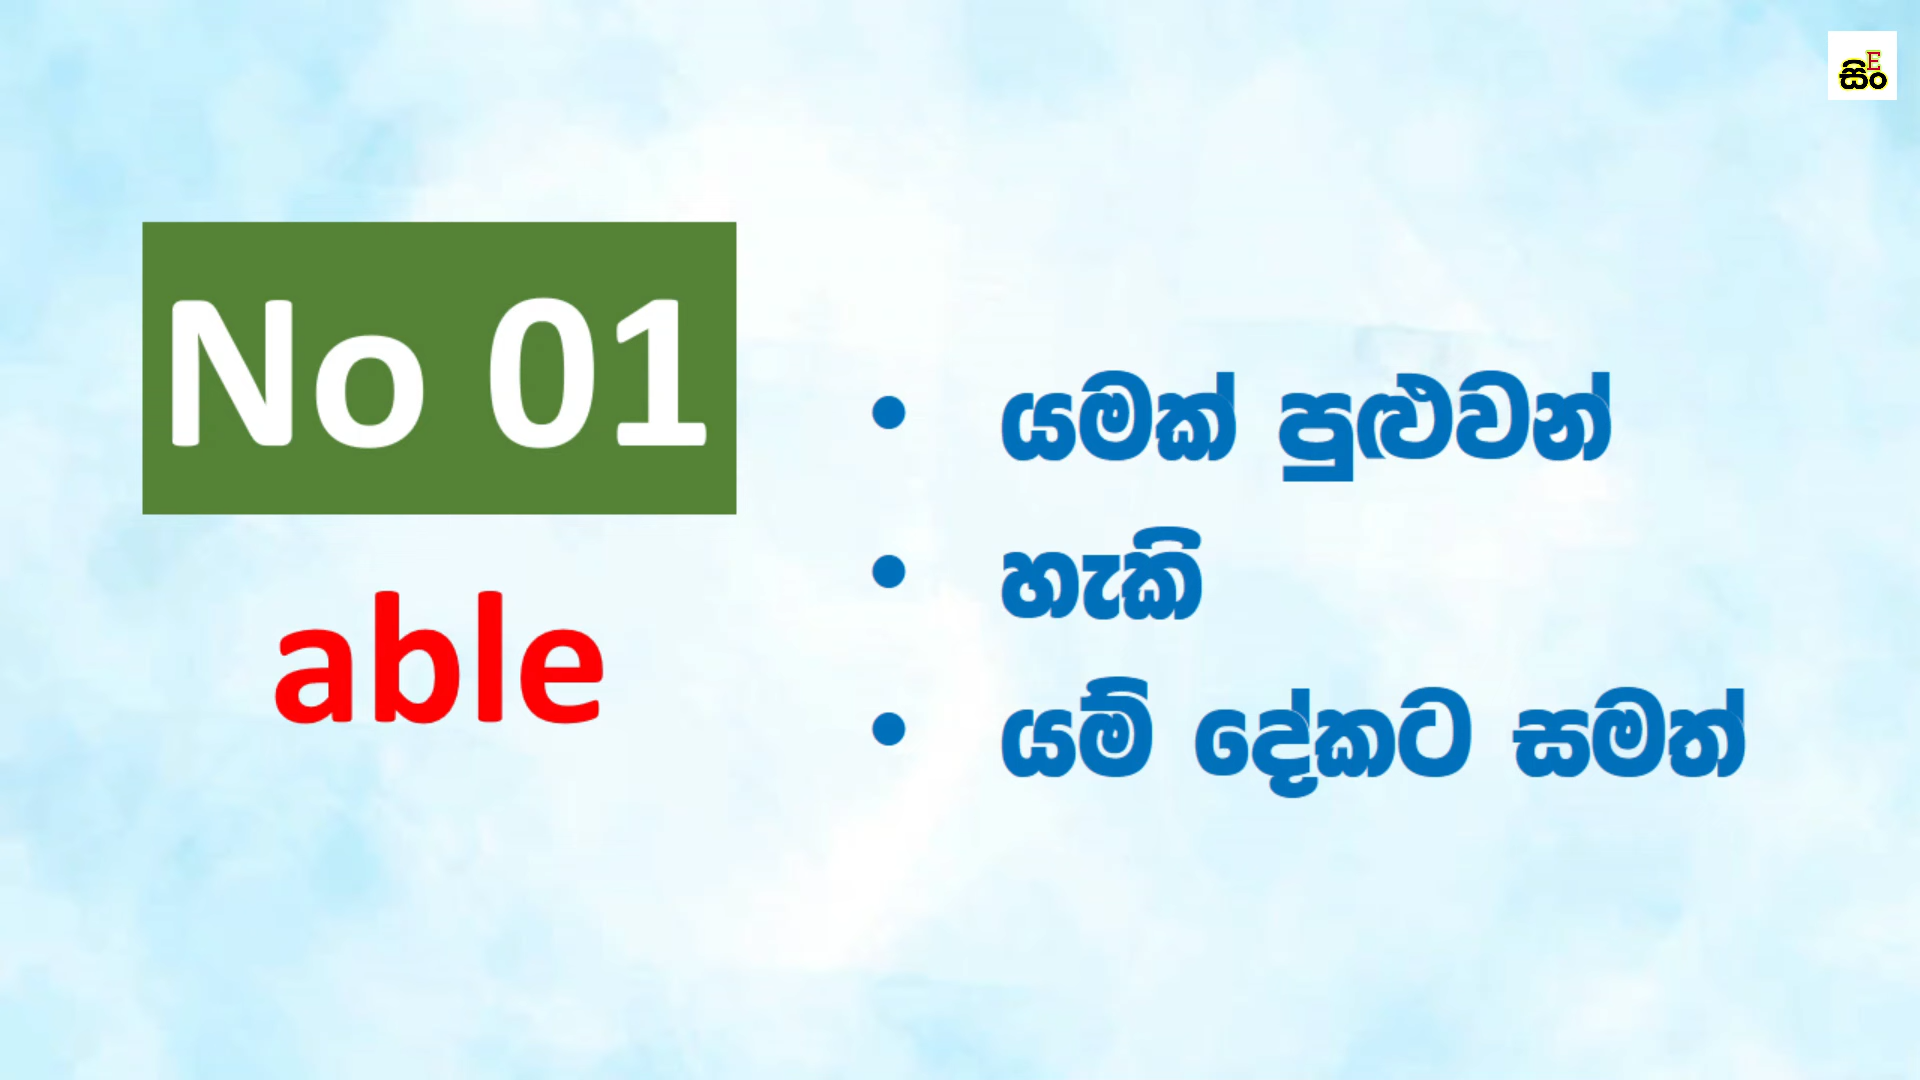 සිංE
No 01
able
• යමක් පුළුවන්
• හැකි
• යම් දේකට සමත්